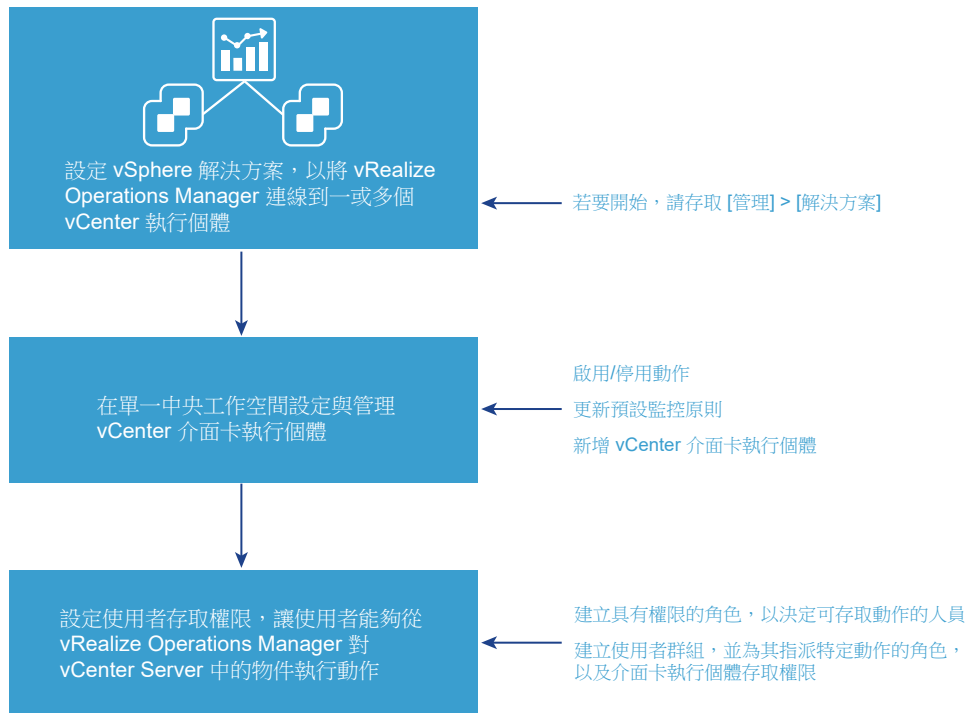 設定 vSphere 解決方案，以將 vRealize
Operations Manager 連線到一或多個
vCenter 執行個體
若要開始，請存取 [管理] > [解決方案]
在單一中央工作空間設定與管理
vCenter 介面卡執行個體
啟用/停用動作
更新預設監控原則
新增 vCenter 介面卡執行個體
設定使用者存取權限，讓使用者能夠從
vRealize Operations Manager 對
vCenter Server 中的物件執行動作
建立具有權限的角色，以決定可存取動作的人員
建立使用者群組，並為其指派特定動作的角色，
以及介面卡執行個體存取權限